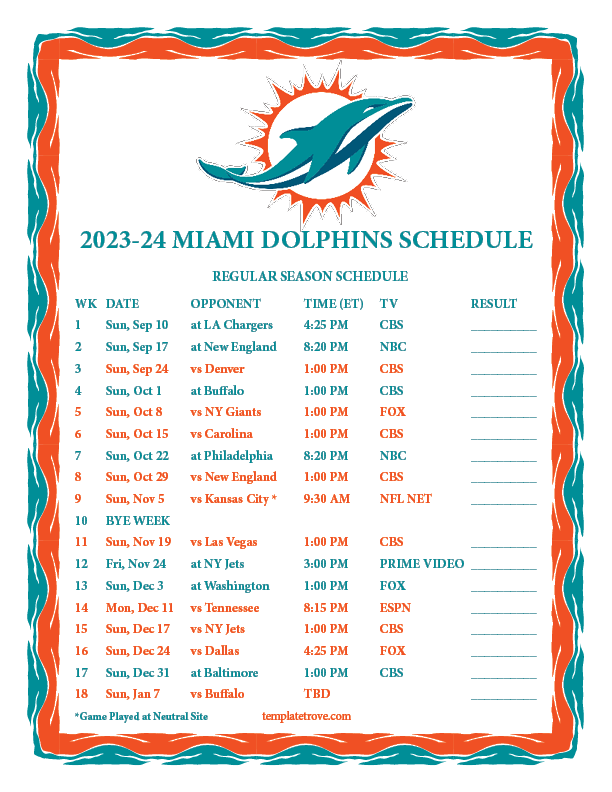 2023-24 MIAMI DOLPHINS SCHEDULE
REGULAR SEASON SCHEDULE
WK DATE OPPONENT TIME (ET) TV RESULT
1 Sun, Sep 10 at LA Chargers 4:25 PM CBS
2 Sun, Sep 17 at New England 8:20 PM NBC
3 Sun, Sep 24 vs Denver 1:00 PM CBS
4 Sun, Oct 1 at Buffalo 1:00 PM CBS
5 Sun, Oct 8 vs NY Giants 1:00 PM FOX
6 Sun, Oct 15 vs Carolina 1:00 PM CBS
7 Sun, Oct 22 at Philadelphia 8:20 PM NBC
8 Sun, Oct 29 vs New England 1:00 PM CBS
9 Sun, Nov 5 vs Kansas City * 9:30 AM NFL NET
10 BYE WEEK
11 Sun, Nov 19 vs Las Vegas 1:00 PM CBS
12 Fri, Nov 24 at NY Jets 3:00 PM PRIME VIDEO
13 Sun, Dec 3 at Washington 1:00 PM FOX
14 Mon, Dec 11 vs Tennessee 8:15 PM ESPN
15 Sun, Dec 17 vs NY Jets 1:00 PM CBS
16 Sun, Dec 24 vs Dallas 4:25 PM FOX
17 Sun, Dec 31 at Baltimore 1:00 PM CBS
18 Sun, Jan 7 vs Buffalo TBD
*Game Played at Neutral Site templatetrove.com